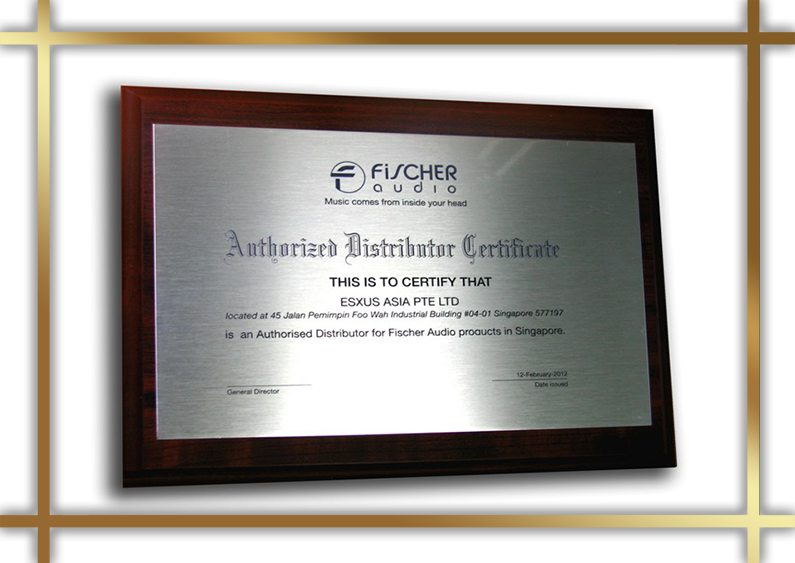 FiSCHER
audio
Music comes from inside your head
Authorized Distributor Certificate
THIS IS TO CERTIFY THAT
ESXUS ASIA PTE LTD
located at 45 Jalan Pemimpin Foo Wah Industrial Building #04-01 Singapore 577197
is an Authorised Distributor for Fischer Audio products in Singapore.
12-February-2012
General Director
Date issued